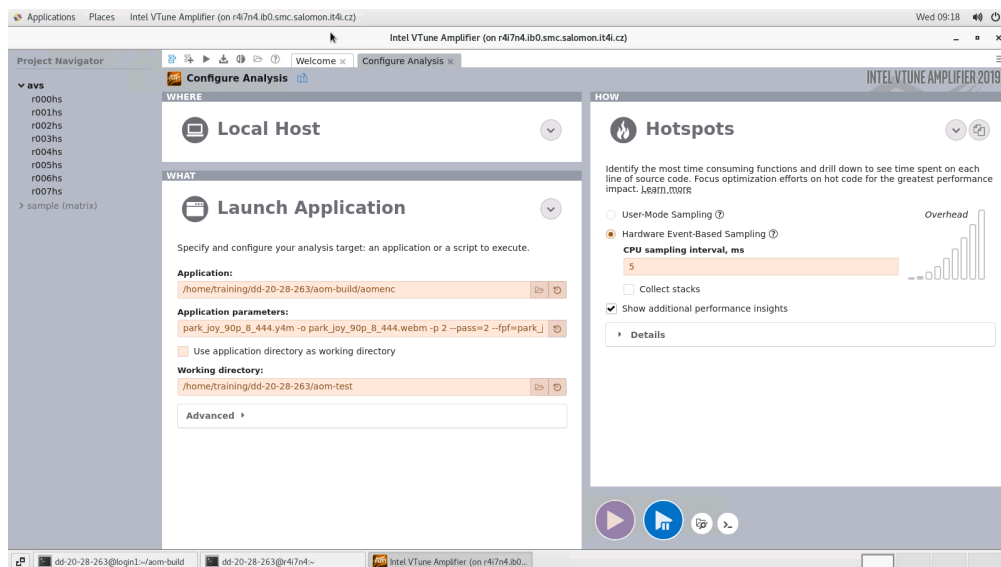 Applications Places Intel VTune Amplifier (on r4i7n4.ib0.smc.salomon.it4i.cz) Wed 09:18
Intel VTune Amplifier (on r4i7n4.ib0.smc.salomon.it4i.cz)
Project Navigator
avs
r000hs
r001hs
r002hs
r003hs
r004hs
r005hs
r006hs
r007hs
sample (matrix)
Welcome × Configure Analysis ×
Configure Analysis
INTEL VTUNE AMPLIFIER 2019
WHERE
Local Host
WHAT
Launch Application
Specify and configure your analysis target: an application or a script to execute.
Application:
/home/training/dd-20-28-263/aom-build/aomenc
Application parameters:
park_joy_90p_8_444.y4m -o park_joy_90p_8_444.webm -p 2 --pass=2 --fpf=park_j
Use application directory as working directory
Working directory:
/home/training/dd-20-28-263/aom-test
Advanced
HOW
Hotspots
Identify the most time consuming functions and drill down to see time spent on each
line of source code. Focus optimization efforts on hot code for the greatest performance
impact. Learn more
User-Mode Sampling
Overhead
Hardware Event-Based Sampling
CPU sampling interval, ms
5
Collect stacks
Show additional performance insights
Details
dd-20-28-263@login1:~/aom-build dd-20-28-263@r4i7n4:~ Intel VTune Amplifier (on r4i7n4.ib0...